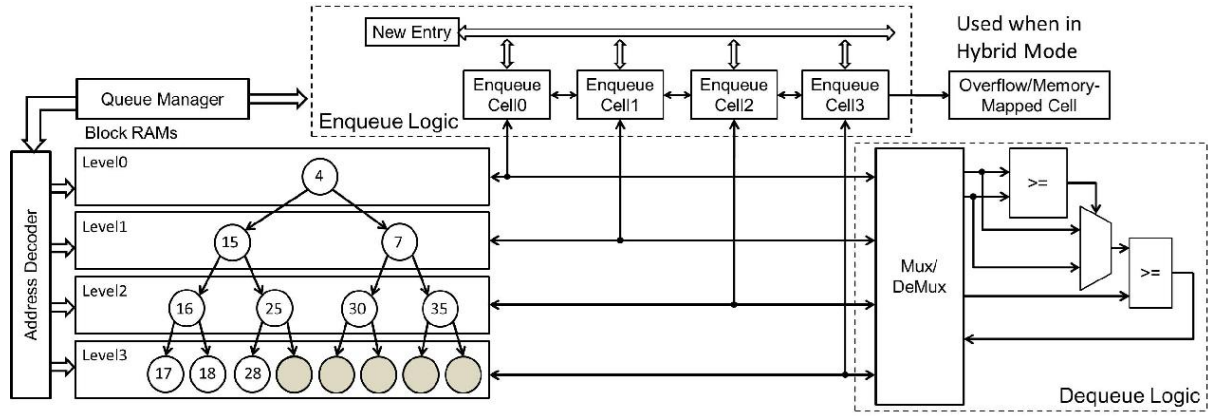 New Entry
Used when in
Hybrid Mode
Queue Manager
Enqueue
Cell0
Enqueue
Cell1
Enqueue
Cell2
Enqueue
Cell3
Overflow/Memory-
Mapped Cell
Enqueue Logic
Block RAMs
Address Decoder
Level0
4
Level1
15
7
Level2
16
25
30
35
Level3
17
18
28
Mux/
DeMux
>=
>=
Dequeue Logic